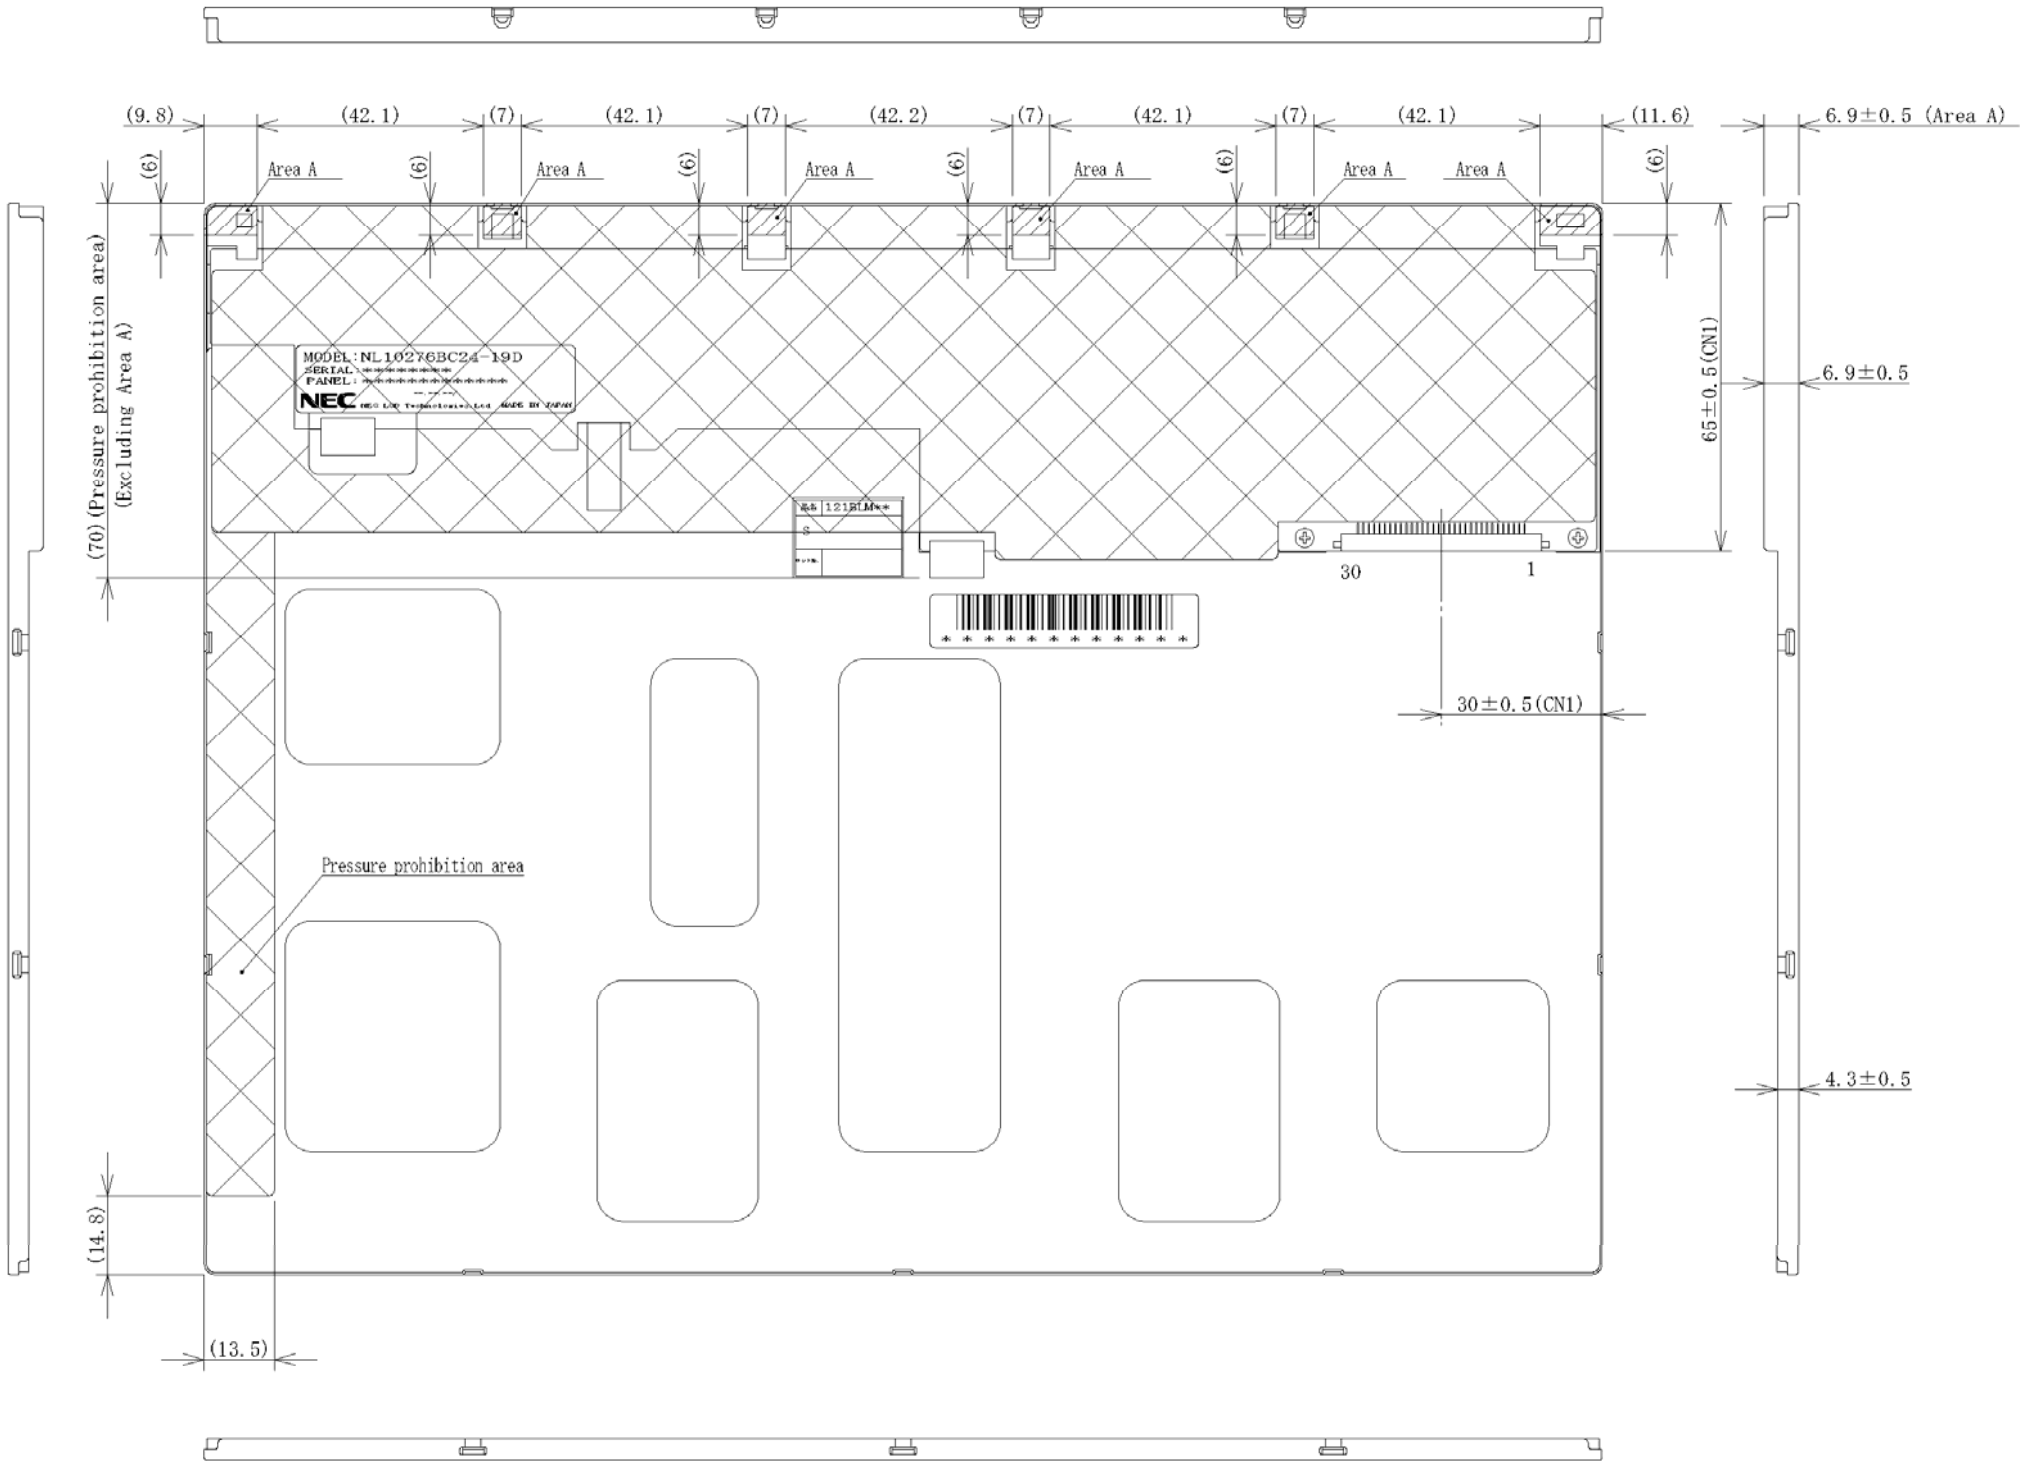 (9.8)
(42.1)
(7)
(42.1)
(7)
(42.2)
(7)
(42.1)
(7)
(42.1)
(11.6)
6.9±0.5 (Area A)
(6)
Area A
(6)
Area A
(6)
Area A
(6)
Area A
(6)
Area A
Area A
(6)
(70)(Pressure prohibition area)
(Excluding Area A)
65±0.5(CN1)
6.9±0.5
MODEL:NL10276BC24-19D
SERIAL:**********
PANEL:
NEC NEC LCD Technologies,Ltd. MADE IN JAPAN
121BLM**
S
30
1
* * * * * * * * * * * *
30±0.5(CN1)
Pressure prohibition area
4.3±0.5
(14.8)
(13.5)